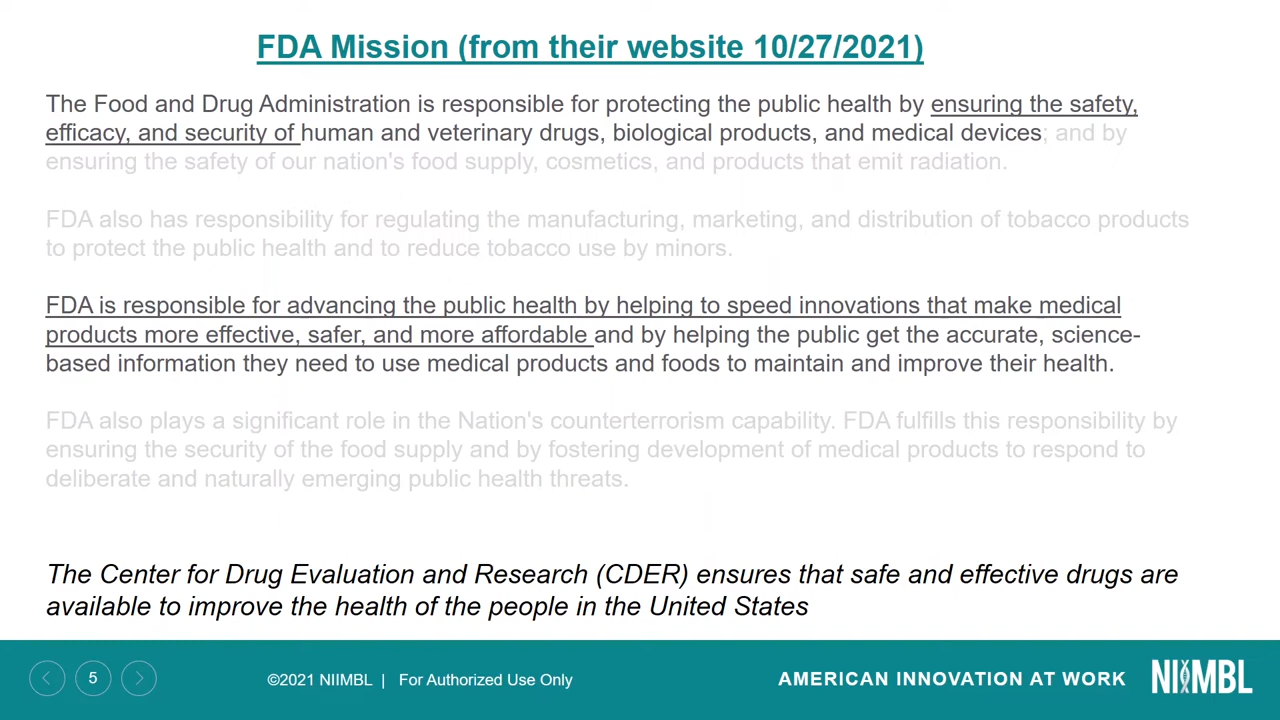 FDA Mission (from their website 10/27/2021)
The Food and Drug Administration is responsible for protecting the public health by ensuring the safety,
efficacy, and security of human and veterinary drugs, biological products, and medical devices; and by
ensuring the safety of our nation's food supply, cosmetics, and products that emit radiation.
FDA also has responsibility for regulating the manufacturing, marketing, and distribution of tobacco products
to protect the public health and to reduce tobacco use by minors.
FDA is responsible for advancing the public health by helping to speed innovations that make medical
products more effective, safer, and more affordable and by helping the public get the accurate, science-
based information they need to use medical products and foods to maintain and improve their health.
FDA also plays a significant role in the Nation's counterterrorism capability. FDA fulfills this responsibility by
ensuring the security of the food supply and by fostering development of medical products to respond to
deliberate and naturally emerging public health threats.
The Center for Drug Evaluation and Research (CDER) ensures that safe and effective drugs are
available to improve the health of the people in the United States
5 ©2021 NIIMBL | For Authorized Use Only AMERICAN INNOVATION AT WORK NIIMBL